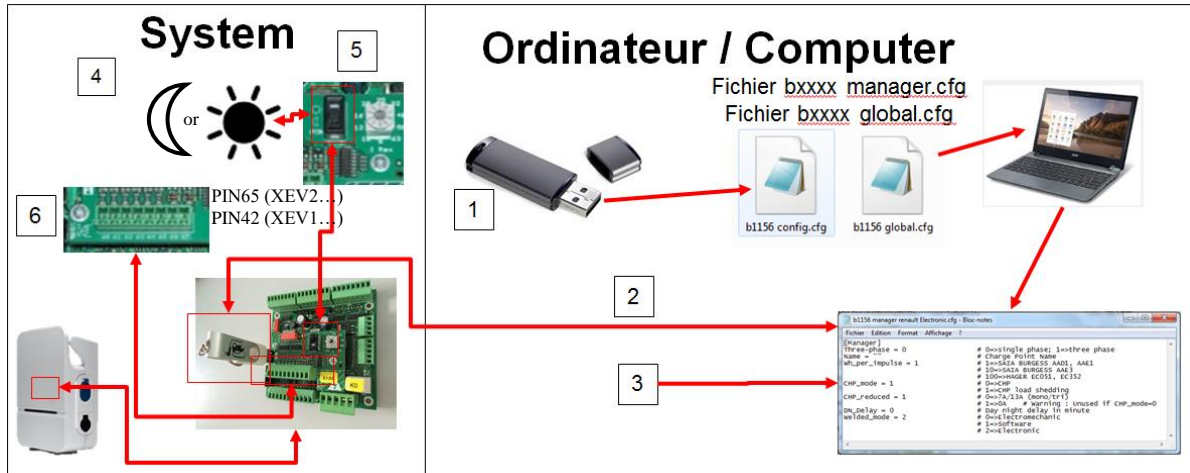 System
4
5
or
6
PIN65 (XEV2…)
PIN42 (XEV1…)
Ordinateur / Computer
Fichier bxxxx manager.cfg
Fichier bxxxx global.cfg
1
b1156 config.cfg
b1156 global.cfg
2
3
b1156 manager renault Electronic.cfg - Bloc-notes
Fichier Edition Format Affichage ?
[Manager]
Three-phase = 0 # 0=>single phase; 1=>three phase
Name = "" # Charge Point Name
wh_per_impulse = 1 # 1=>SAIA BURGESS AAD1, AAE1
# 10=>SAIA BURGESS AAE3
# 100=>HAGER EC051, EC352
CHP_mode = 1 # 0=>CHP
# 1=>CHP load shedding
CHP_reduced = 1 # 0=>7A/13A (mono/tri)
# 1=>0A # Warning : Unused if CHP_mode=0
DN_Delay = 0 # Day night delay in minute
Welded_mode = 2 # 0=>Electromechanic
# 1=>Software
# 2=>Electronic